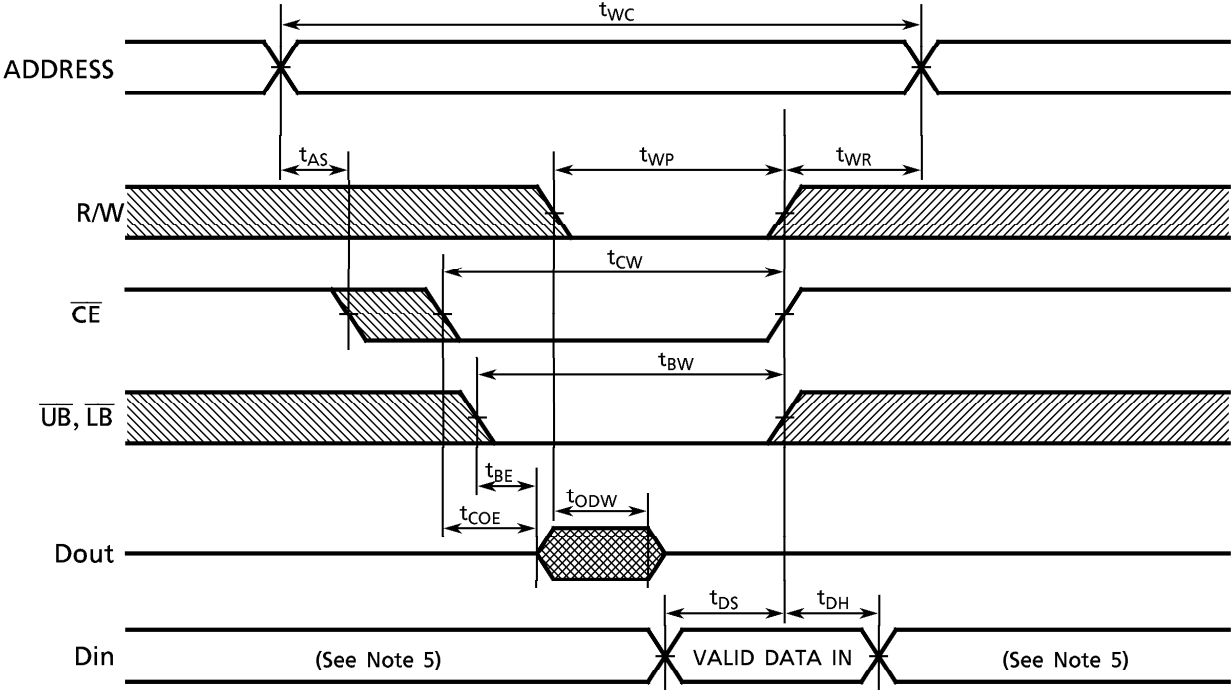 tWC
ADDRESS
tAS
tWP
tWR
R/W
tCW
CE
tBW
UB, LB
tBE
tODW
tCOE
Dout
tDS
tDH
Din
(See Note 5)
VALID DATA IN
(See Note 5)